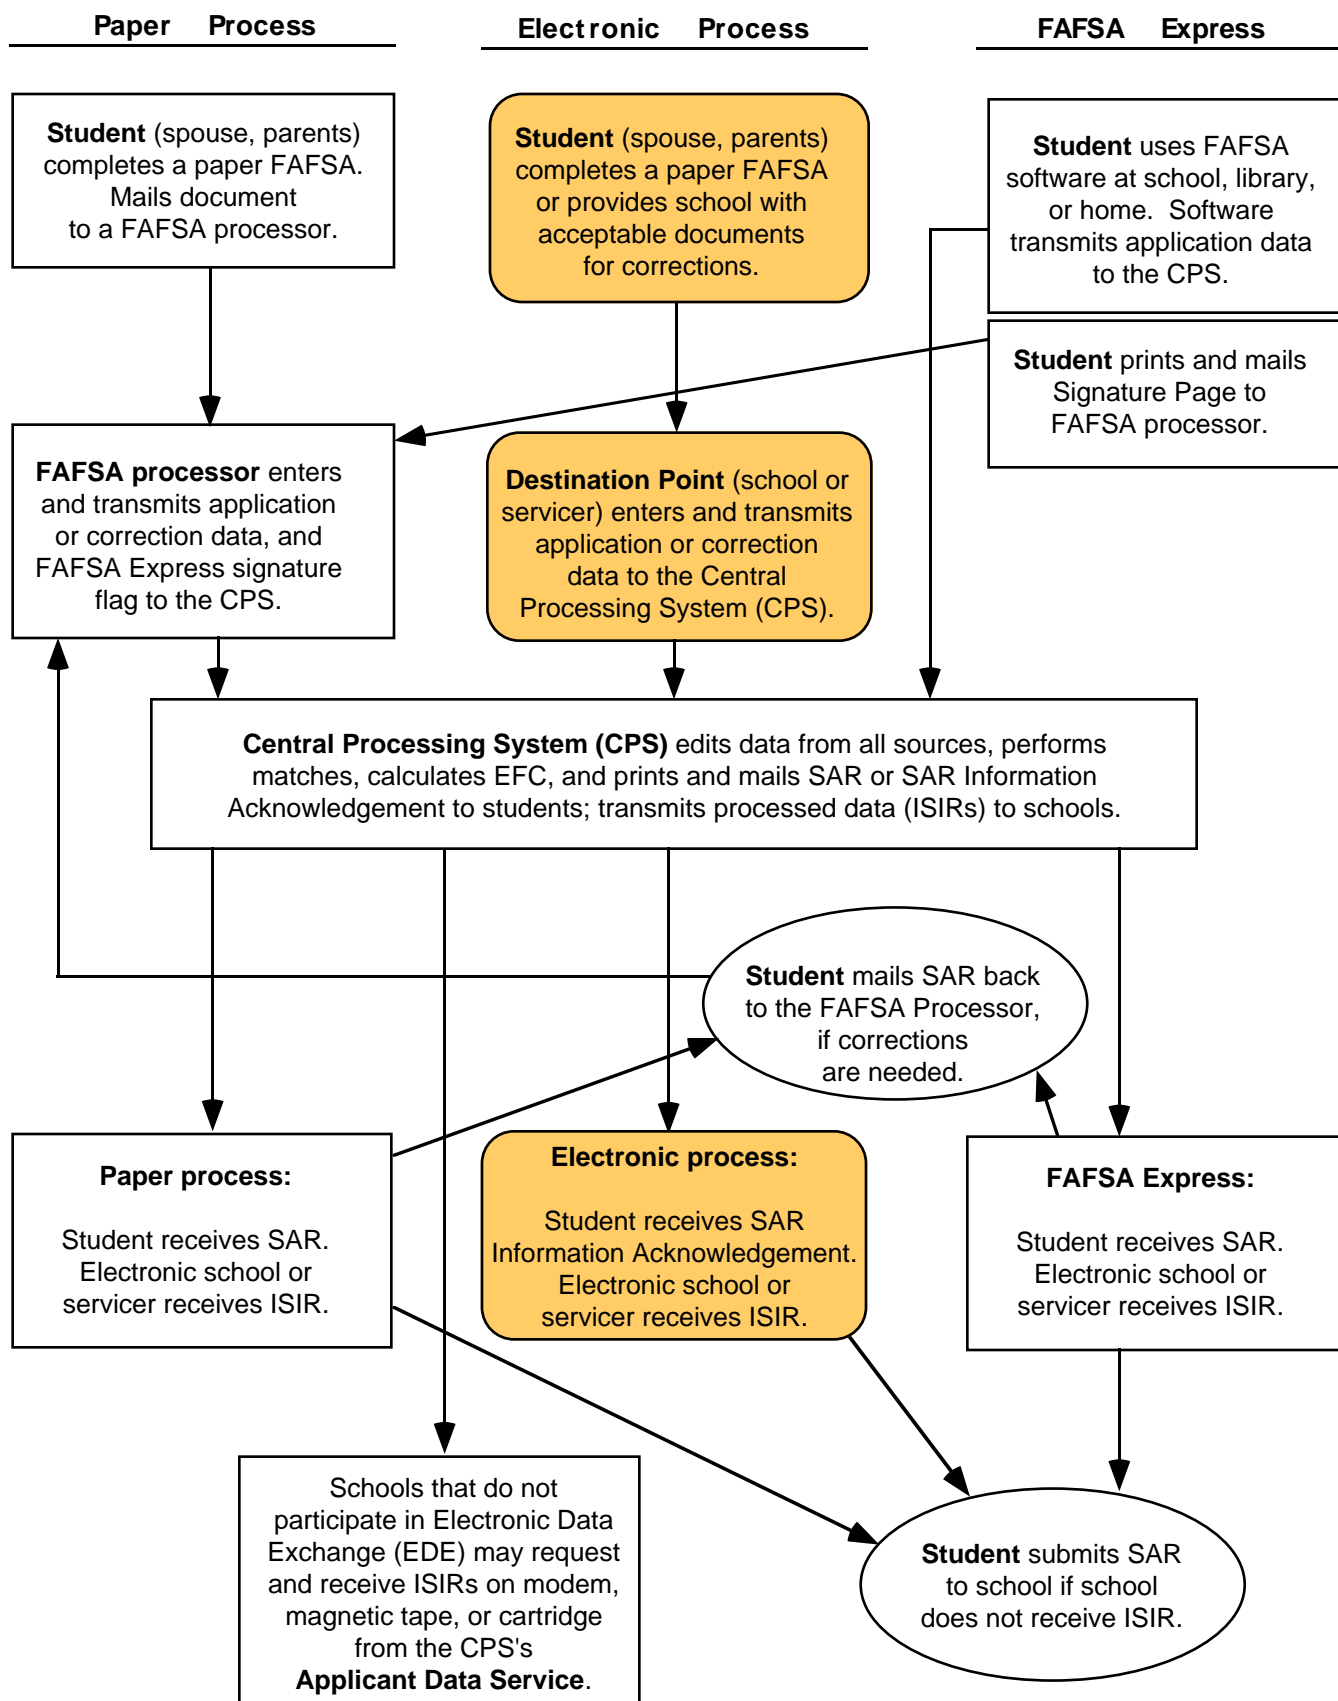 Paper Process
Electronic Process
FAFSA Express
Student (spouse, parents)
completes a paper FAFSA.
Mails document
to a FAFSA processor.
Student (spouse, parents)
completes a paper FAFSA
or provides school with
acceptable documents
for corrections.
Student uses FAFSA
software at school, library,
or home. Software
transmits application data
to the CPS.
Student prints and mails
Signature Page to
FAFSA processor.
FAFSA processor enters
and transmits application
or correction data, and
FAFSA Express signature
flag to the CPS.
Destination Point (school or
servicer) enters and transmits
application or correction
data to the Central
Processing System (CPS).
Central Processing System (CPS) edits data from all sources, performs
matches, calculates EFC, and prints and mails SAR or SAR Information
Acknowledgement to students; transmits processed data (ISIRs) to schools.
Student mails SAR back
to the FAFSA Processor,
if corrections
are needed.
Paper process:
Student receives SAR.
Electronic school or
servicer receives ISIR.
Electronic process:
Student receives SAR
Information Acknowledgement.
Electronic school or
servicer receives ISIR.
FAFSA Express:
Student receives SAR.
Electronic school or
servicer receives ISIR.
Schools that do not
participate in Electronic Data
Exchange (EDE) may request
and receive ISIRs on modem,
magnetic tape, or cartridge
from the CPS's
Applicant Data Service.
Student submits SAR
to school if school
does not receive ISIR.